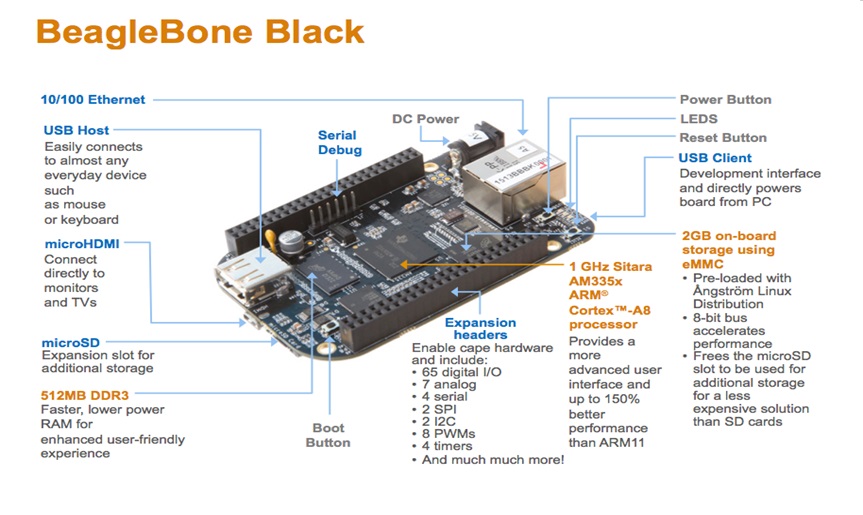 BeagleBone Black
10/100 Ethernet
USB Host
Easily connects
to almost any
everyday device
such
as mouse
or keyboard
microHDMI
Connect
directly to
monitors
and TVs
microSD
Expansion slot for
additional storage
512MB DDR3
Faster, lower power
RAM for
enhanced user-friendly
experience
Serial
Debug
DC Power
5V
Boot
Button
Expansion
headers
Enable cape hardware
and include:
• 65 digital I/O
• 7 analog
• 4 serial
• 2 SPI
• 2 I2C
• 8 PWMs
• 4 timers
• And much much more!
1 GHz Sitara
AM335x
ARM®
Cortex™-A8
processor
Provides a
more
advanced user
interface and
up to 150%
better
performance
than ARM11
Power Button
LEDS
Reset Button
USB Client
Development interface
and directly powers
board from PC
2GB on-board
storage using
eMMC
• Pre-loaded with
Ångström Linux
Distribution
• 8-bit bus
accelerates
performance
• Frees the microSD
slot to be used for
additional storage
for a less
expensive solution
than SD cards